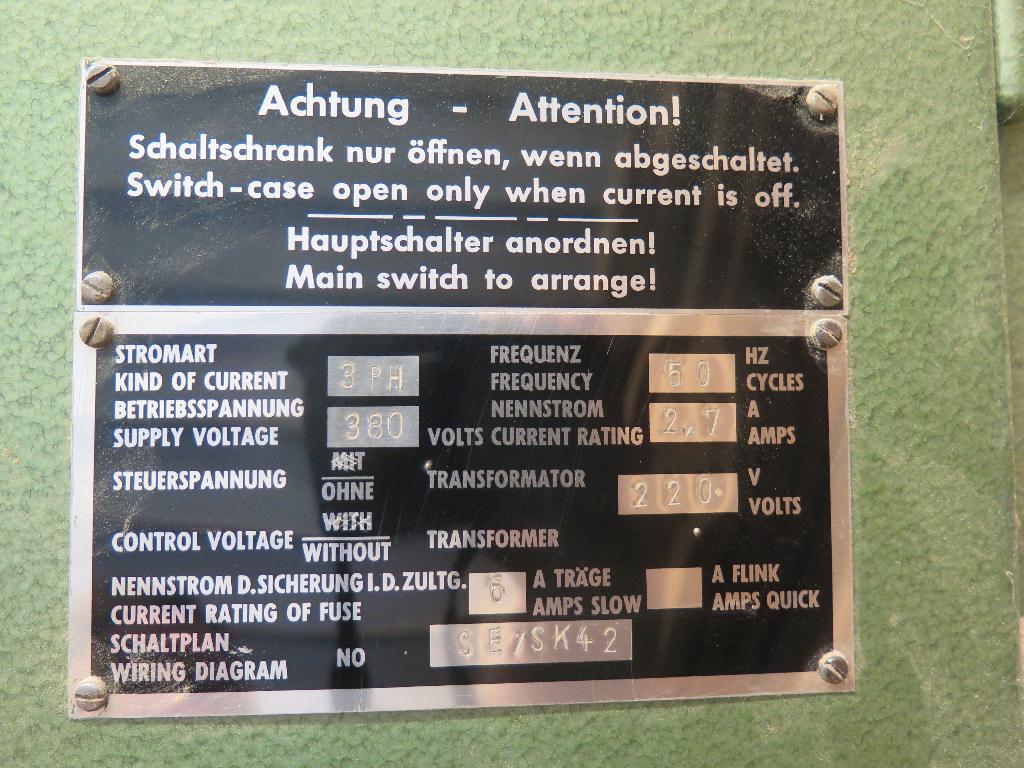 Achtung - Attention!
Schaltschrank nur öffnen, wenn abgeschaltet.
Switch-case open only when current is off.
Hauptschalter anordnen!
Main switch to arrange!
STROMART FREQUENZ HZ
KIND OF CURRENT 3 PH FREQUENCY 50 CYCLES
BETRIEBSSPANNUNG NENNSTROM A
SUPPLY VOLTAGE 380 VOLTS CURRENT RATING 2,7 AMPS
MIT
STEUERSPANNUNG TRANSFORMATOR 220. V
OHNE VOLTS
WITH
CONTROL VOLTAGE TRANSFORMER
WITHOUT
NENNSTROM D.SICHERUNG I.D.ZULTG. 6 A TRÄGE A FLINK
CURRENT RATING OF FUSE AMPS SLOW AMPS QUICK
SCHALTPLAN
WIRING DIAGRAM NO SE/SK42